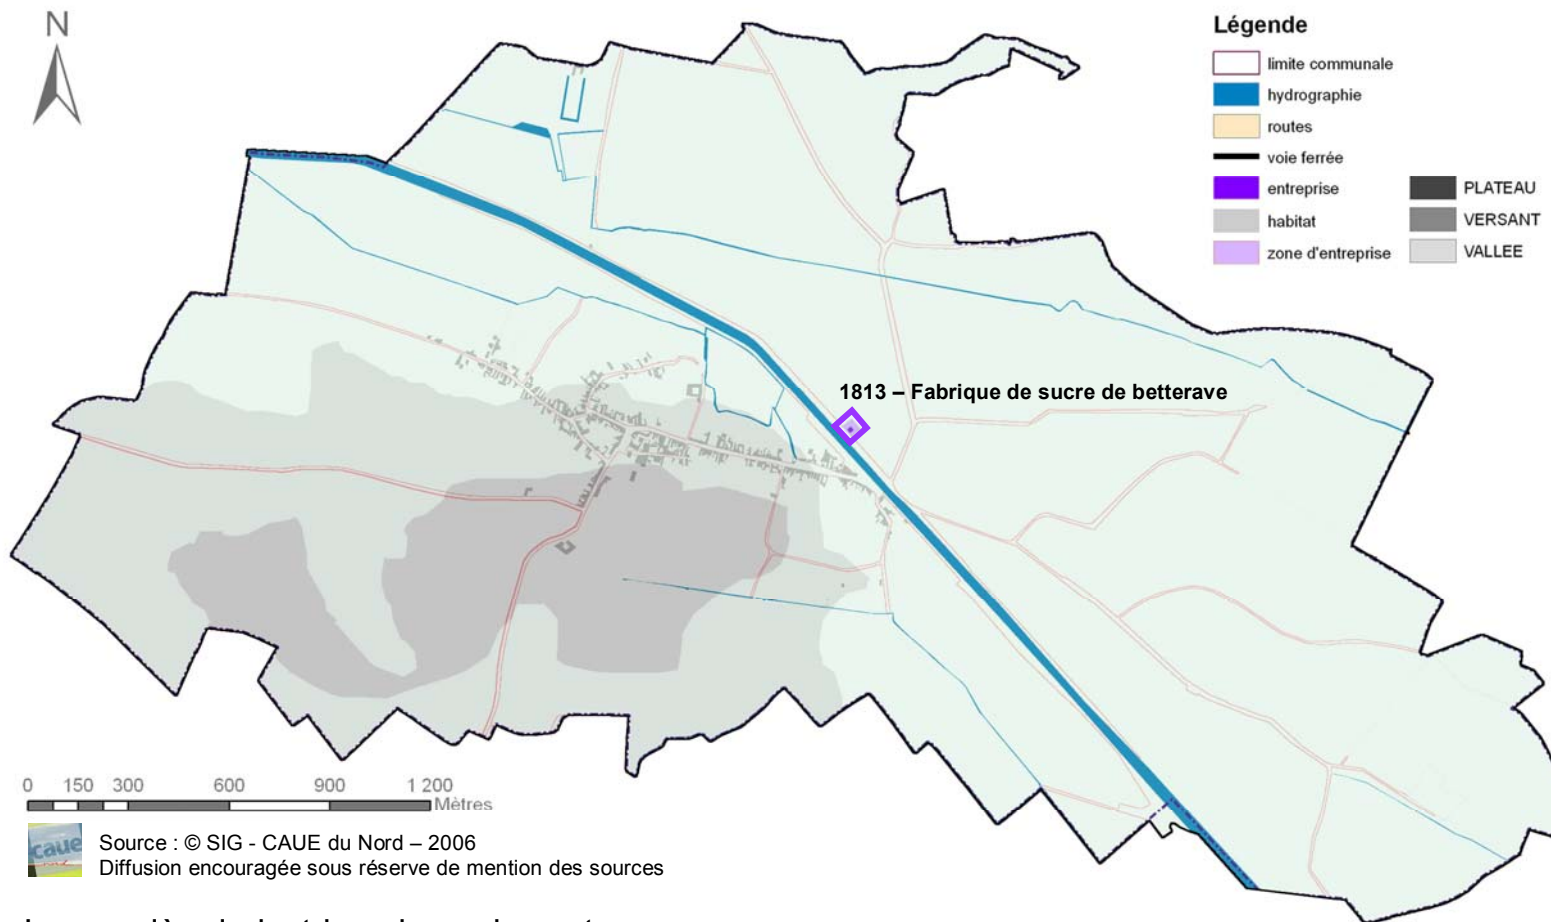 N
Légende
limite communale
hydrographie
routes
voie ferrée
entreprise
habitat
zone d'entreprise
PLATEAU
VERSANT
VALLEE
1813 – Fabrique de sucre de betterave
0 150 300 600 900 1 200
Mètres
caue
Source : © SIG - CAUE du Nord – 2006
Diffusion encouragée sous réserve de mention des sources